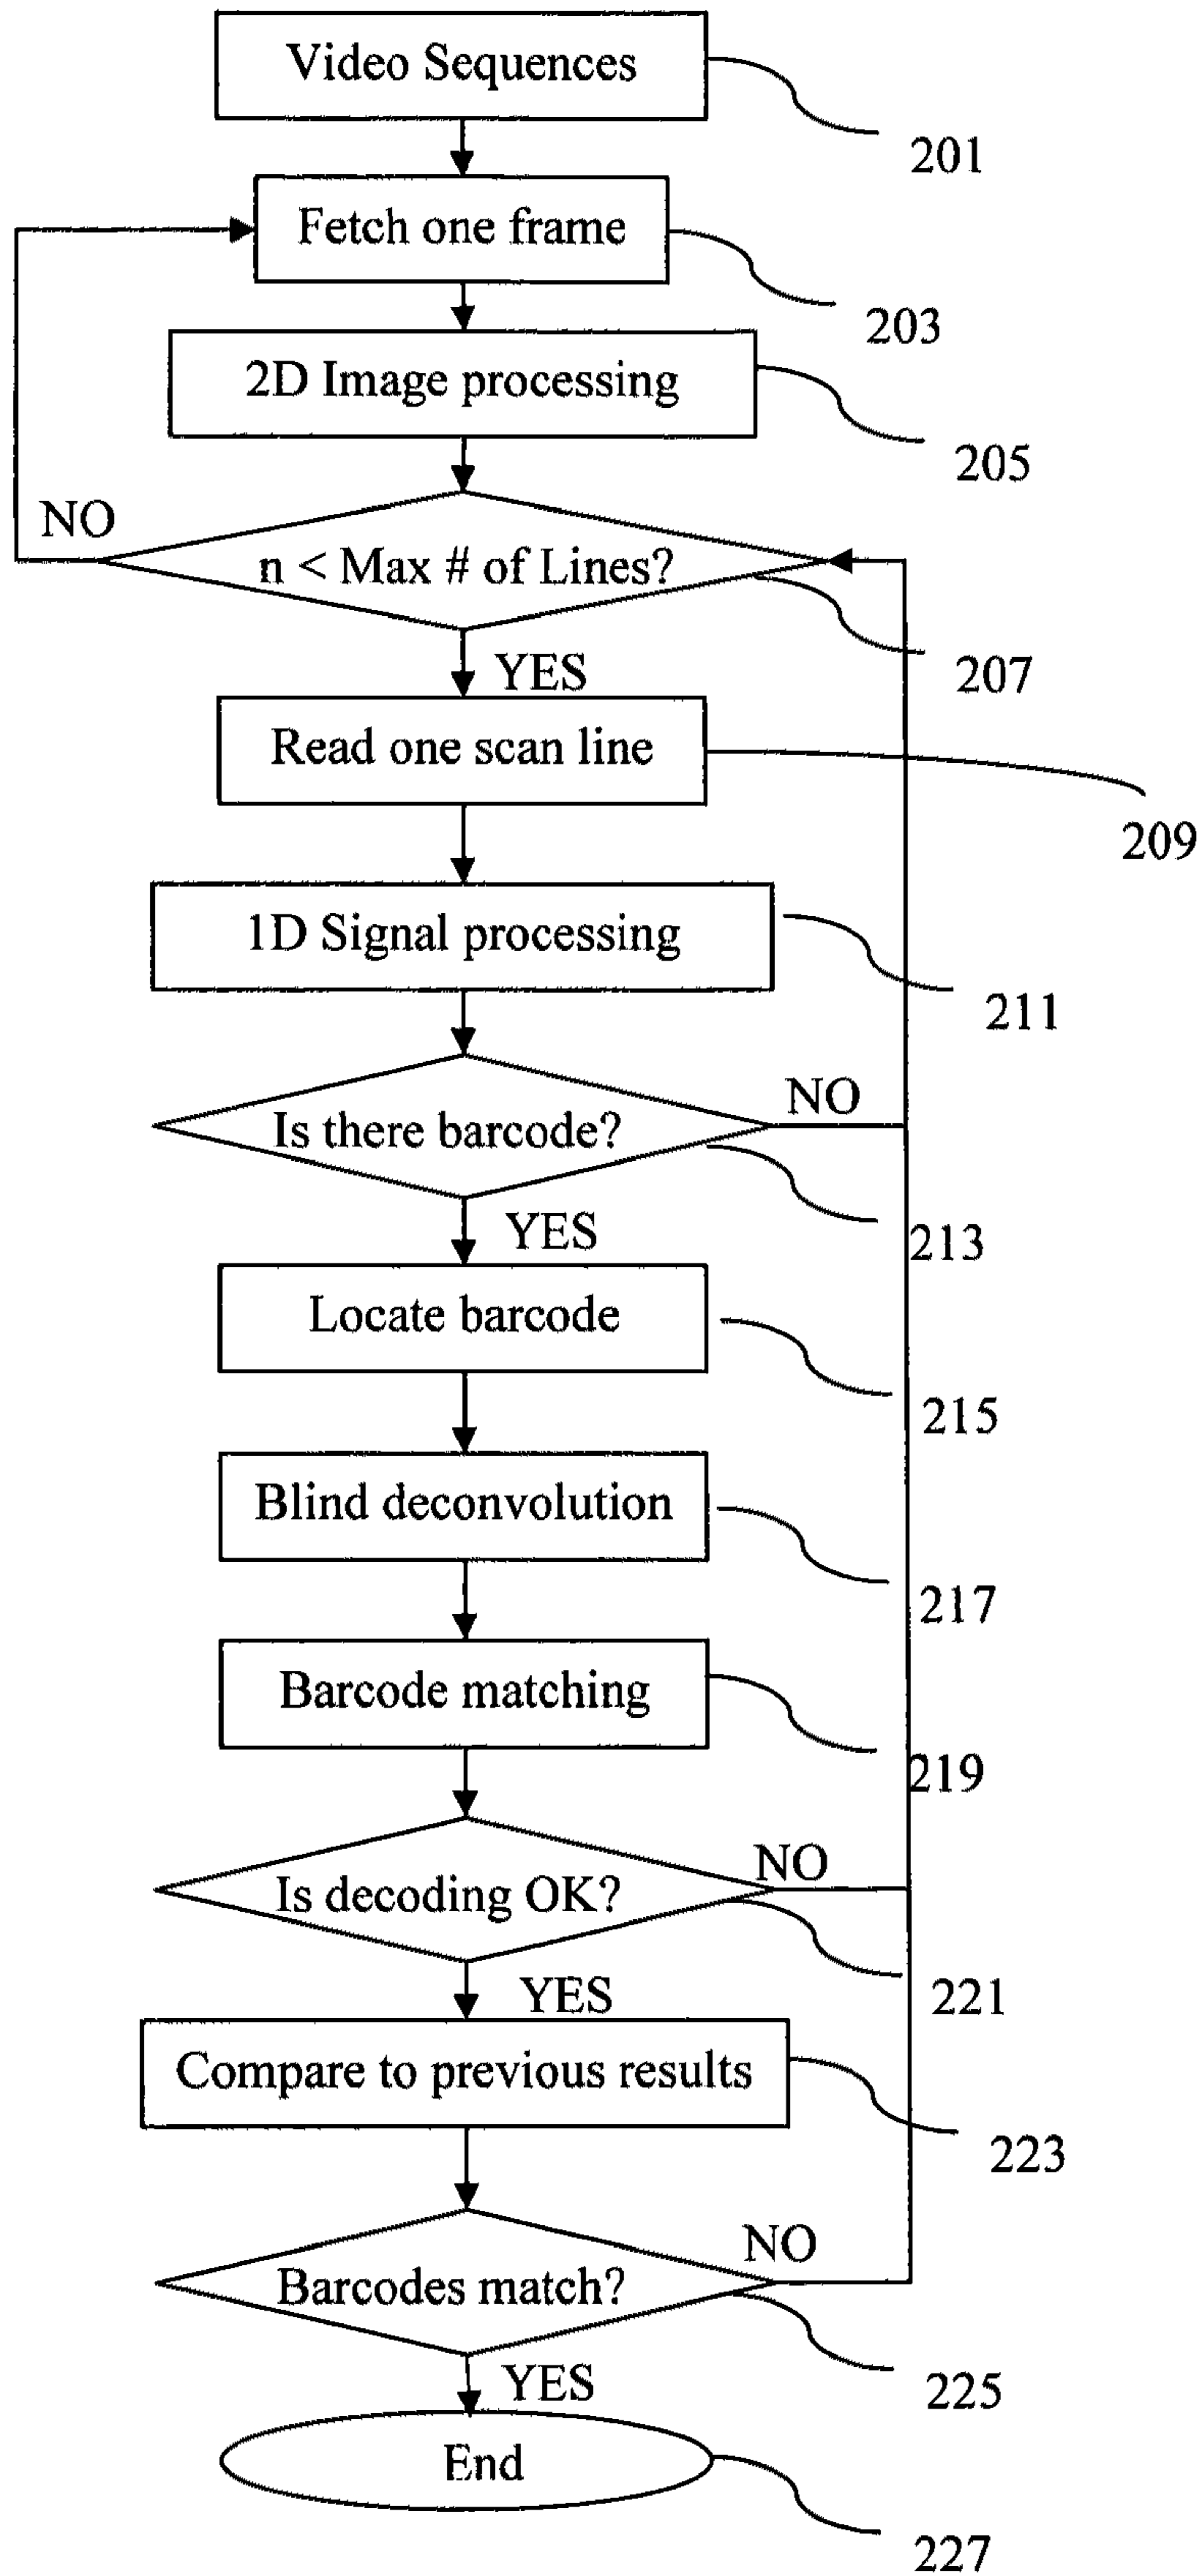 Video Sequences
201
Fetch one frame
203
2D Image processing
205
NO
n < Max # of Lines?
207
YES
Read one scan line
209
1D Signal processing
211
NO
Is there barcode?
213
YES
Locate barcode
215
Blind deconvolution
217
Barcode matching
219
NO
Is decoding OK?
221
YES
Compare to previous results
223
NO
Barcodes match?
225
YES
End
227